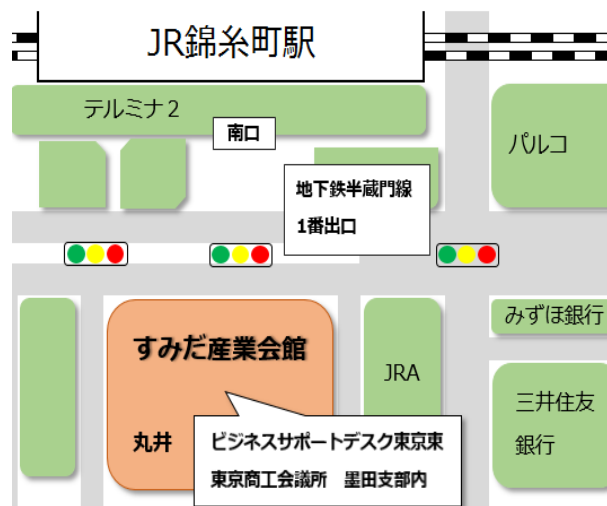 JR錦糸町駅
テルミナ2
南口
パルコ
地下鉄半蔵門線
1番出口
みずほ銀行
すみだ産業会館
JRA
三井住友
銀行
丸井
ビジネスサポートデスク東京東
東京商工会議所 墨田支部内